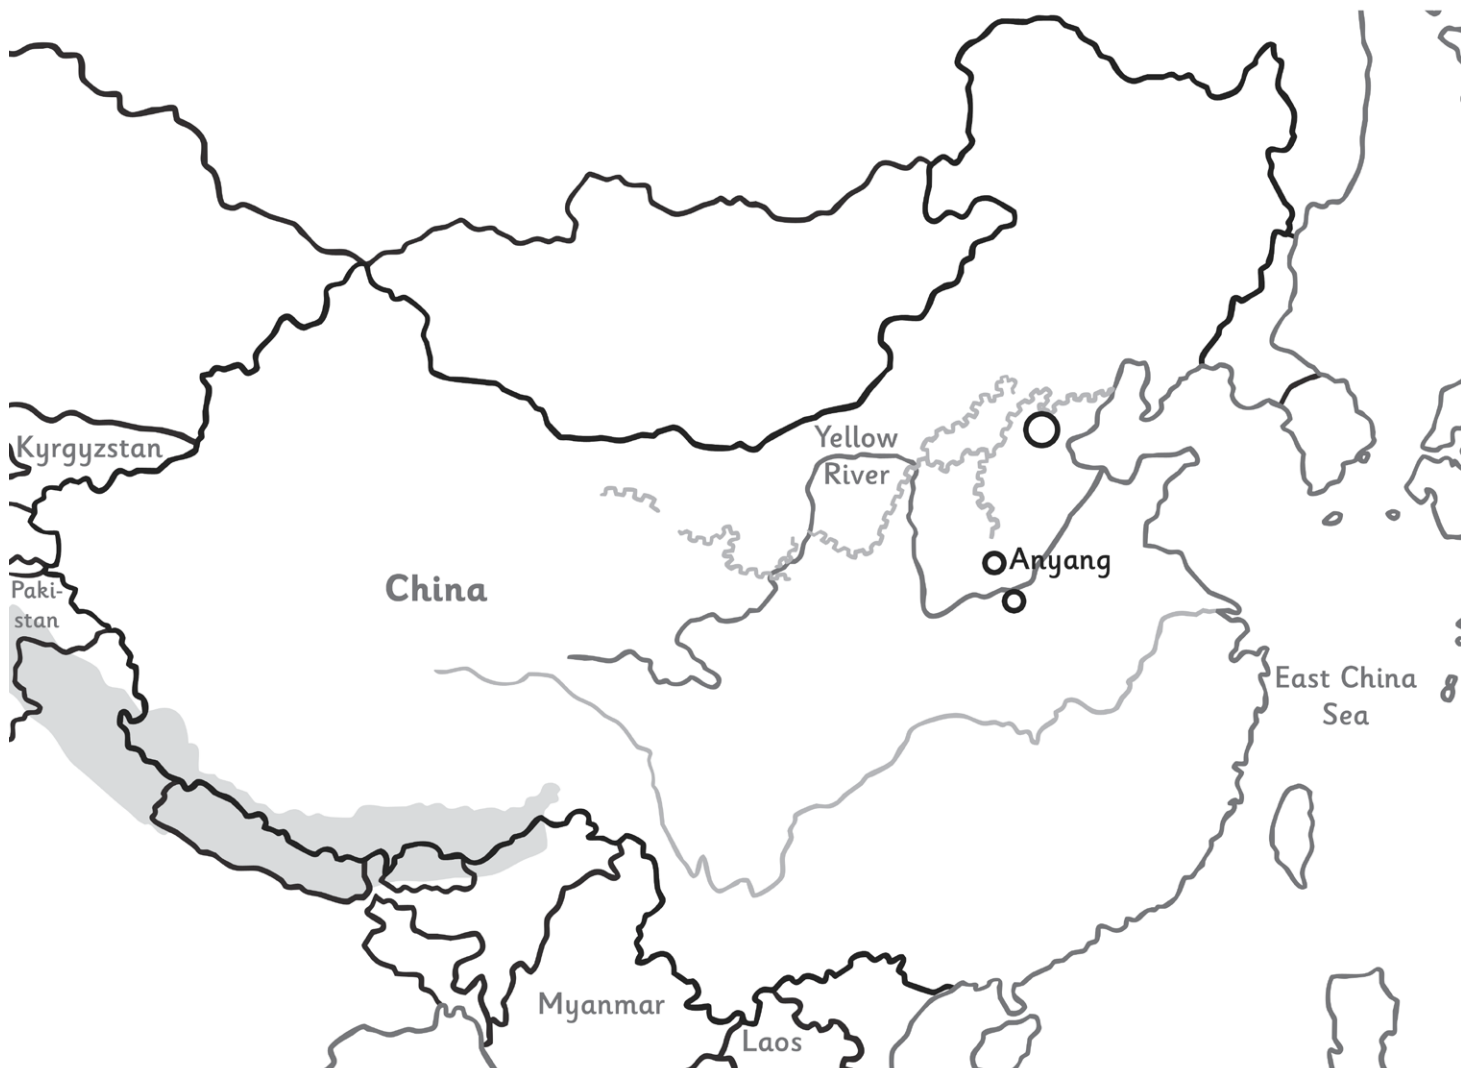 Yellow
River
Kyrgyzstan
Anyang
China
Paki-
stan
East China
Sea
Myanmar
Laos